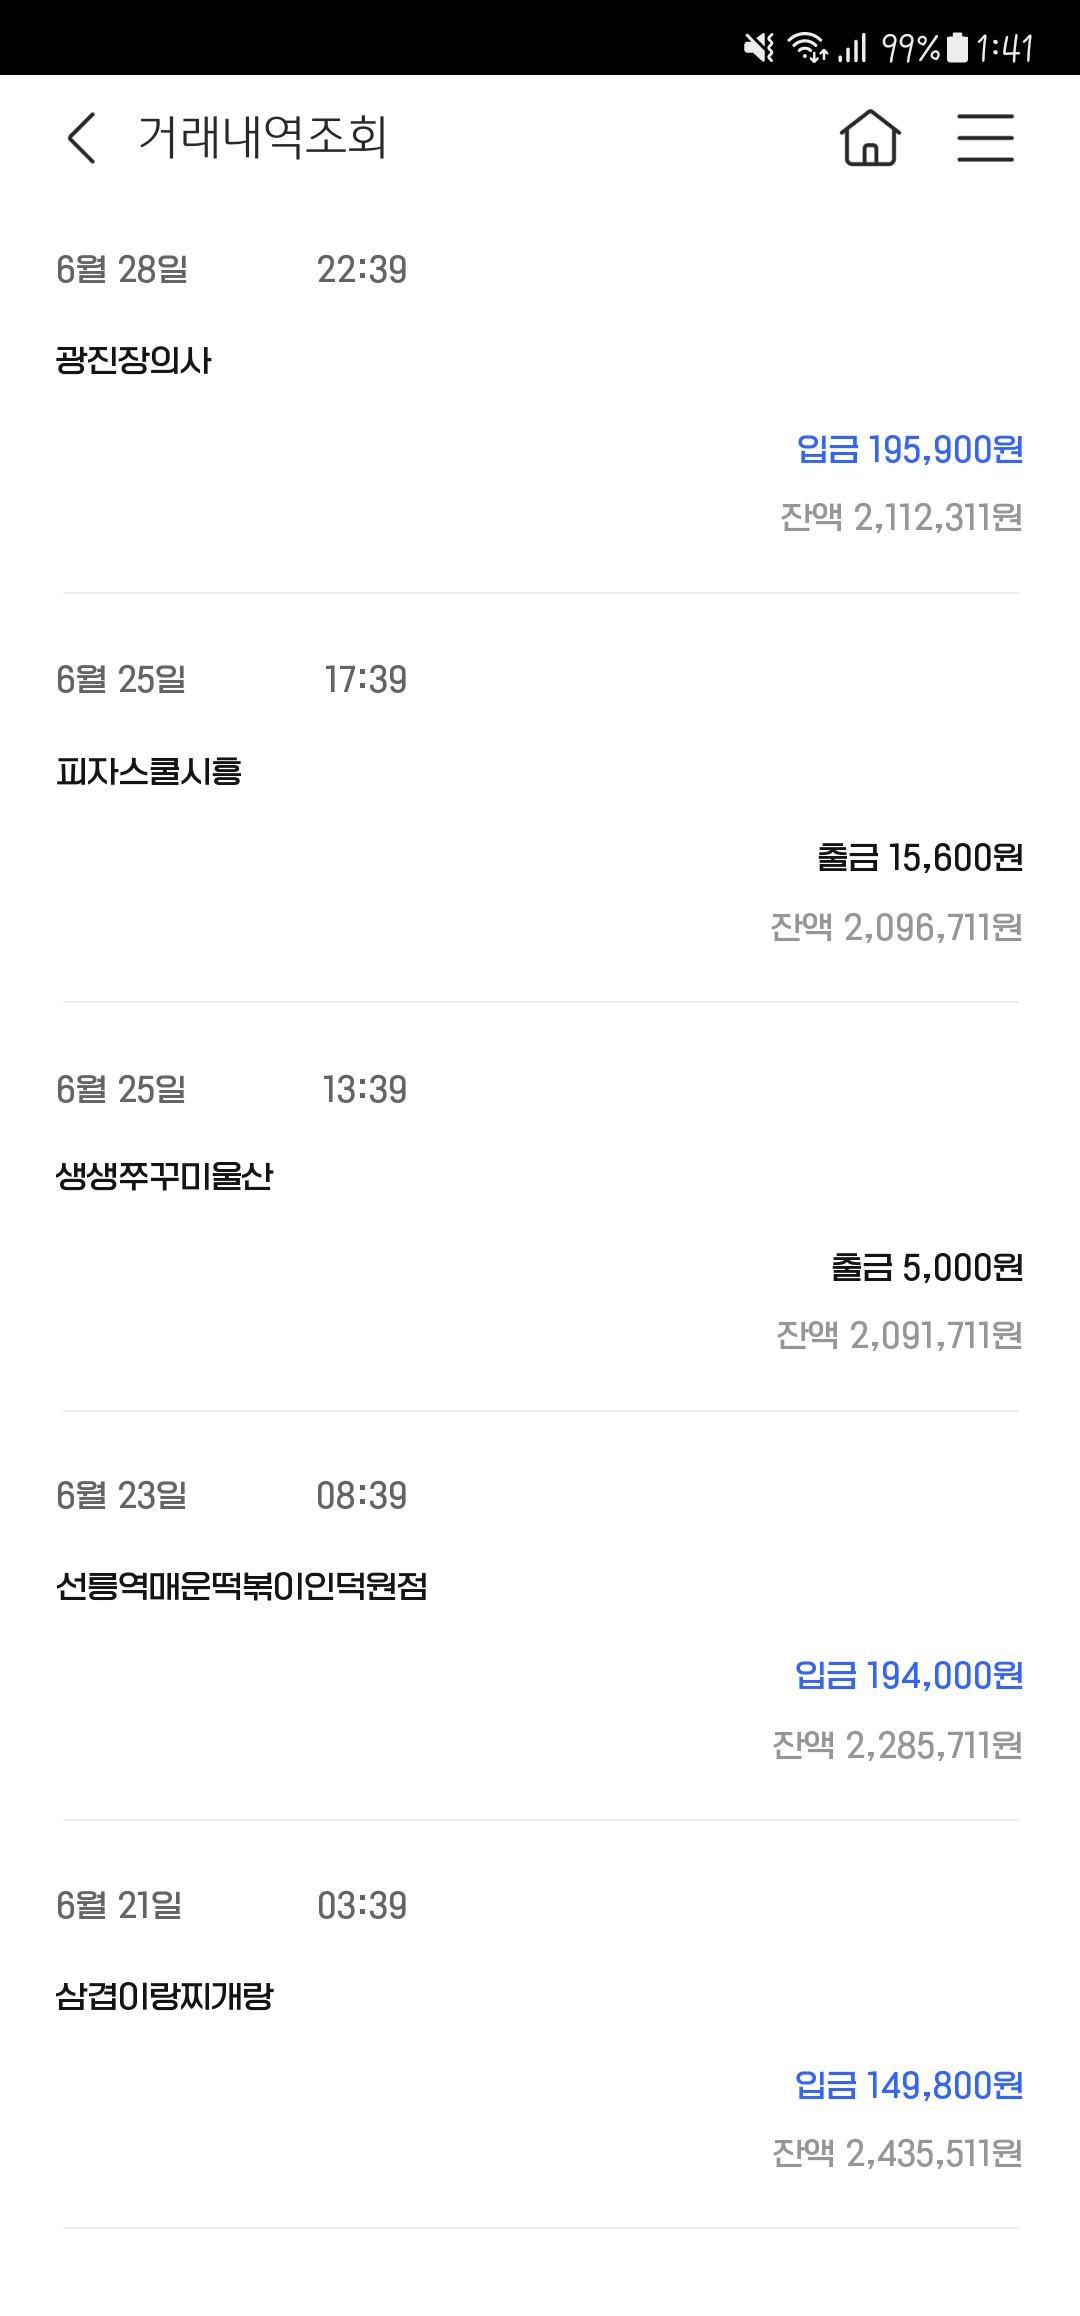 99% 1:41
거래내역조회
6월 28일 22:39
광진장의사
입금 195,900원
잔액 2,112,311원
6월 25일 17:39
피자스쿨시흥
출금 15,600원
잔액 2,096,711원
6월 25일 13:39
생생쭈꾸미울산
출금 5,000원
잔액 2,091,711원
6월 23일 08:39
선릉역매운떡볶이인덕원점
입금 194,000원
잔액 2,285,711원
6월 21일 03:39
삼겹이랑찌개랑
입금 149,800원
잔액 2,435,511원